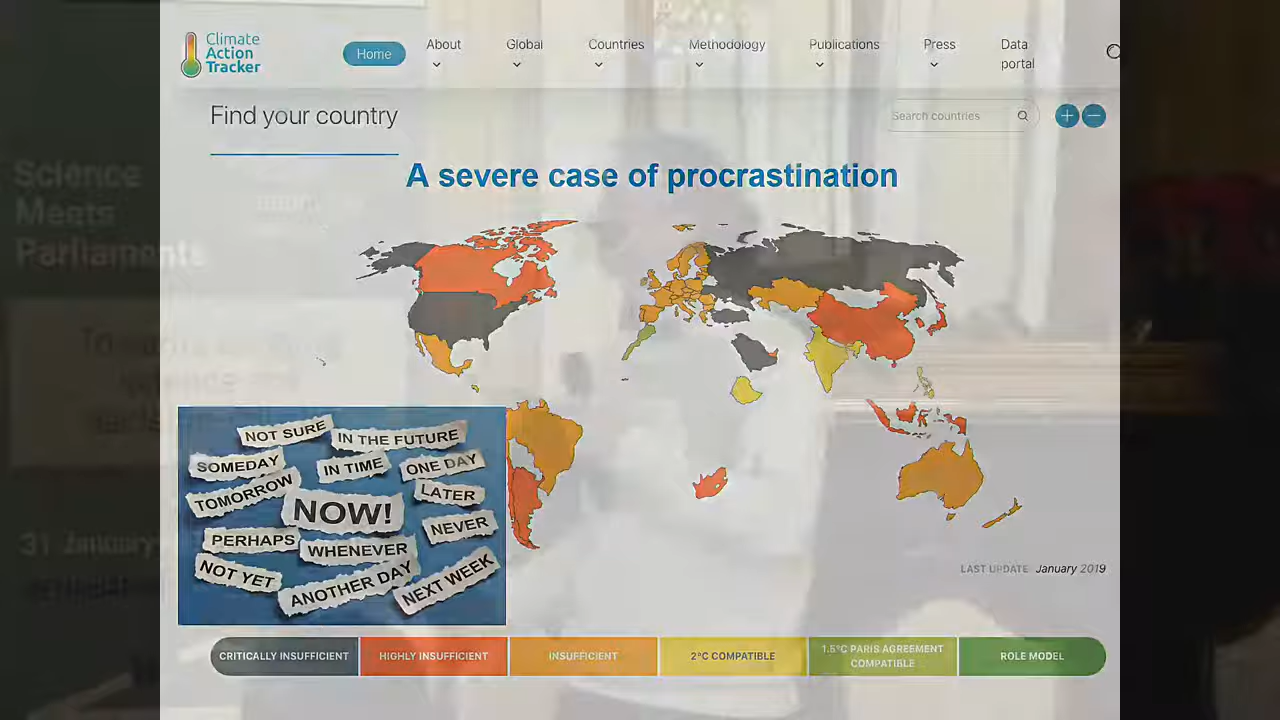 Climate
Action
Tracker
Home
About
Global
Countries
Methodology
Publications
Press
Data
portal
Find your country
Search countries
A severe case of procrastination
Science
Meets
Parliaments
NOT SURE
IN THE FUTURE
SOMEDAY
IN TIME
ONE DAY
TOMORROW
LATER
NOW!
NEVER
PERHAPS
WHENEVER
NOT YET
ANOTHER DAY
NEXT WEEK
31 January
LAST UPDATE January 2019
CRITICALLY INSUFFICIENT
HIGHLY INSUFFICIENT
INSUFFICIENT
2°C COMPATIBLE
1.5°C PARIS AGREEMENT
COMPATIBLE
ROLE MODEL